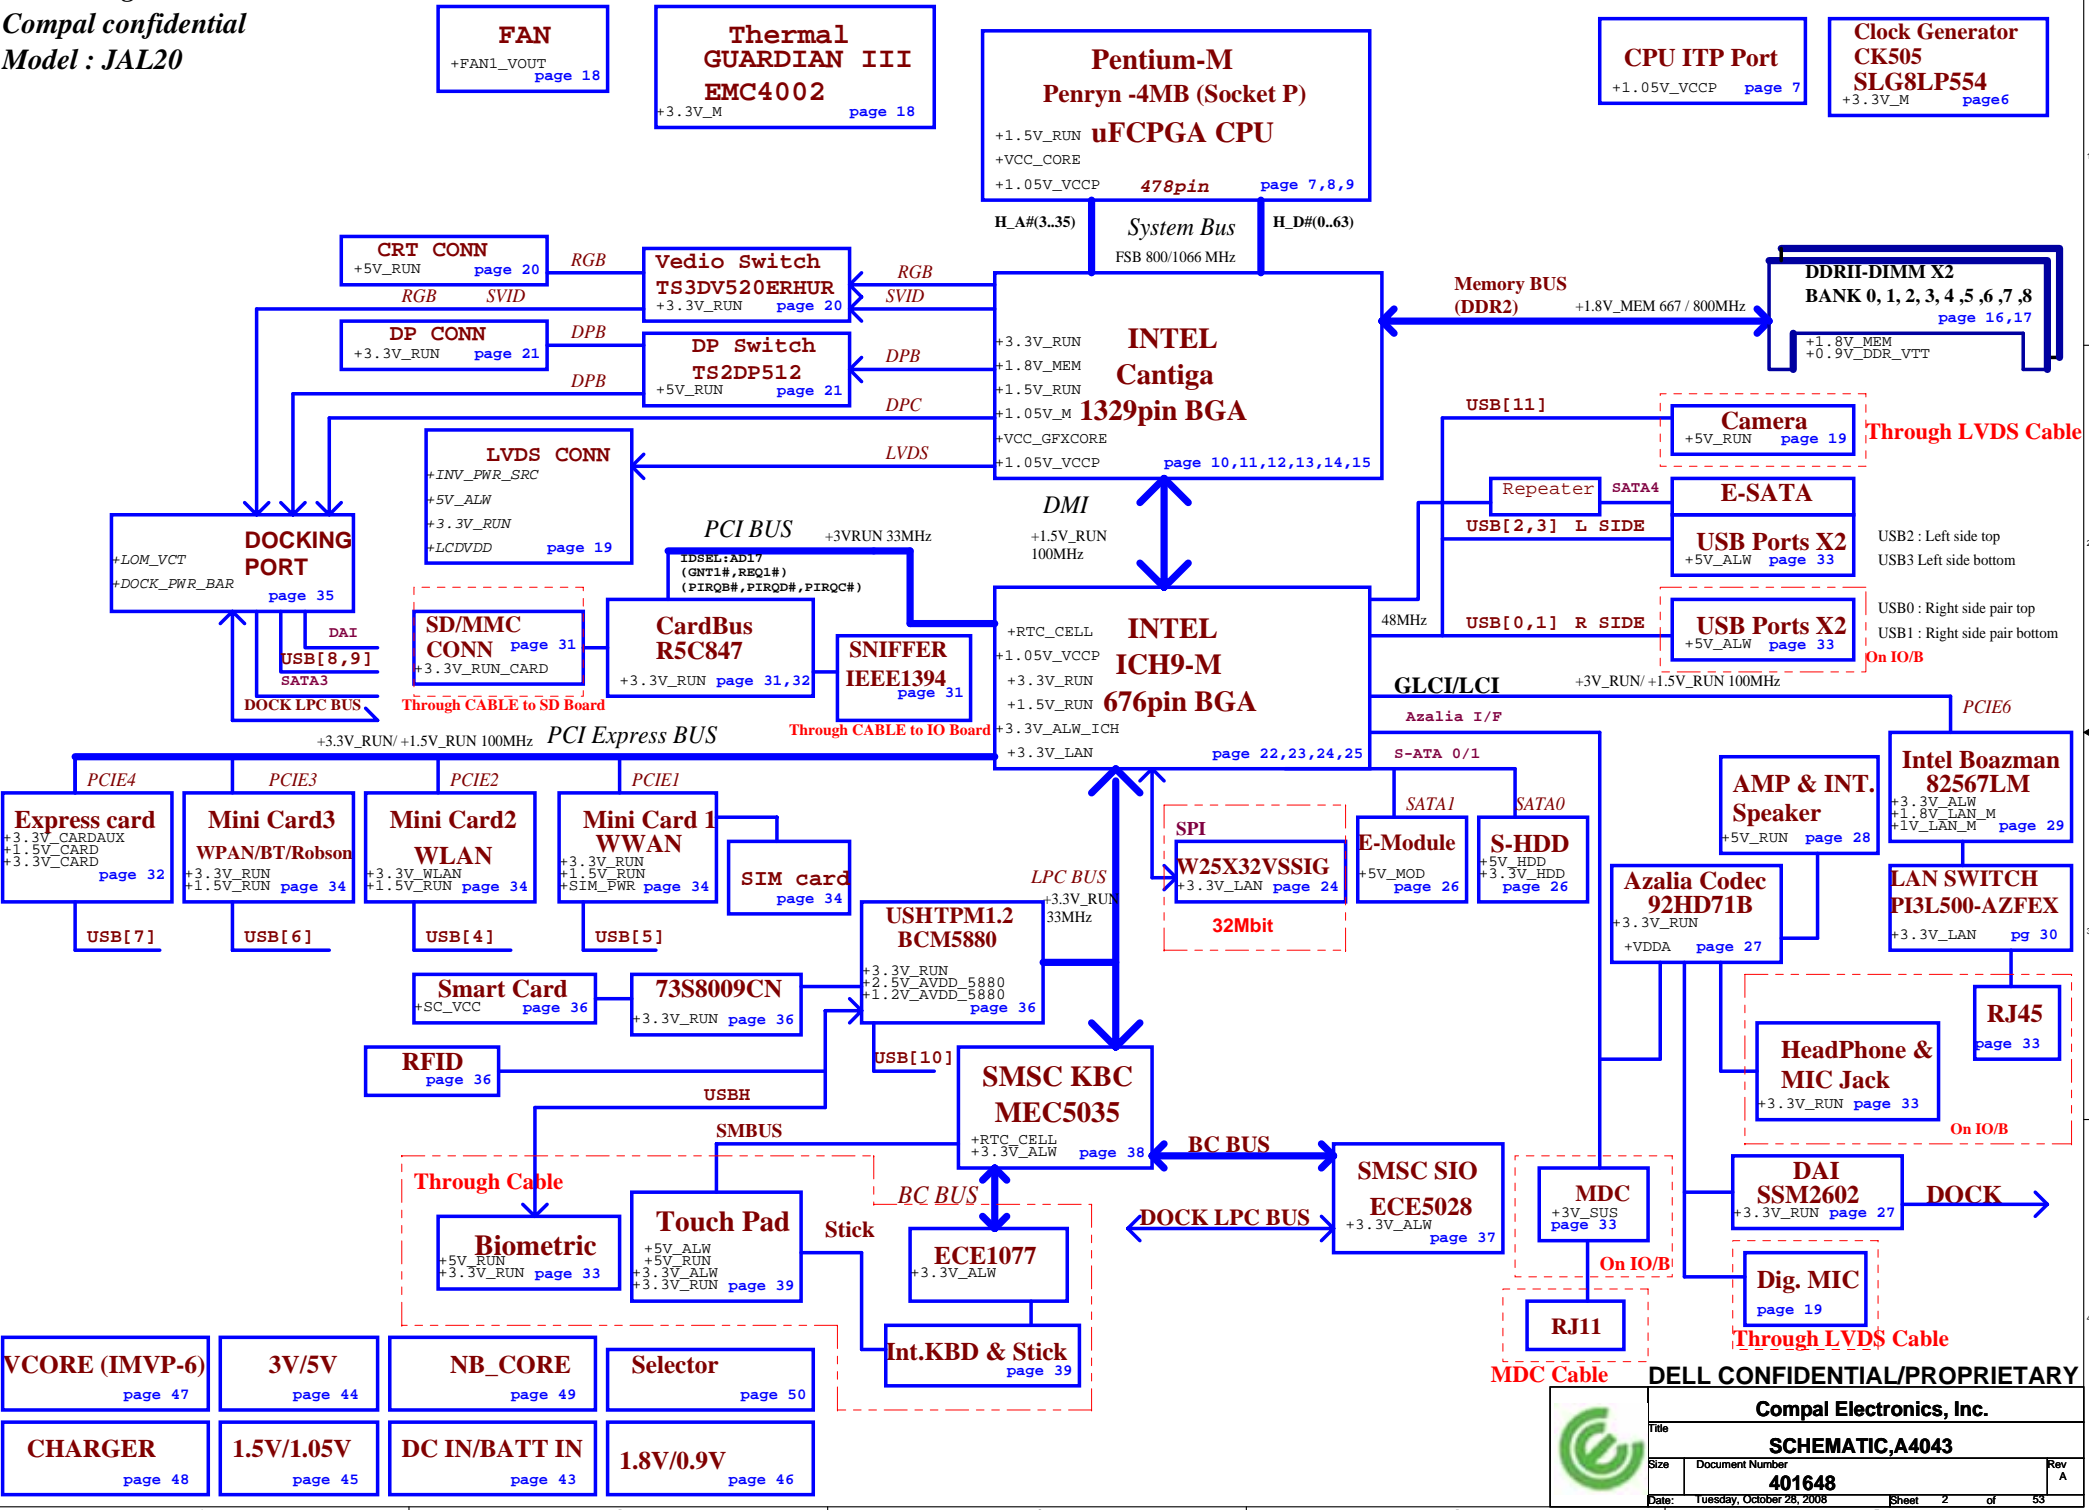 Compal confidential
Model : JAL20
FAN
+FAN1_VOUT
page 18
Thermal
GUARDIAN III
EMC4002
+3.3V_M
page 18
Pentium-M
Penryn -4MB (Socket P)
+1.5V_RUN uFCPGA CPU
+VCC_CORE
+1.05V_VCCP 478pin page 7,8,9
CPU ITP Port
+1.05V_VCCP page 7
Clock Generator
CK505
SLG8LP554
+3.3V_M page6
H_A#(3..35) System Bus H_D#(0..63)
FSB 800/1066 MHz
CRT CONN
+5V_RUN page 20
RGB
Vedio Switch
TS3DV520ERHUR
+3.3V_RUN page 20
RGB
SVID
RGB SVID
DP CONN
+3.3V_RUN page 21
DPB
DP Switch
TS2DP512
+5V_RUN page 21
DPB
DPB
DPC
LVDS
INTEL
Cantiga
1329pin BGA
+3.3V_RUN
+1.8V_MEM
+1.5V_RUN
+1.05V_M
+VCC_GFXCORE
+1.05V_VCCP
page 10,11,12,13,14,15
Memory BUS
(DDR2)
+1.8V_MEM 667 / 800MHz
DDRII-DIMM X2
BANK 0, 1, 2, 3, 4 ,5 ,6 ,7 ,8
page 16,17
+1.8V_MEM
+0.9V_DDR_VTT
LVDS CONN
+INV_PWR_SRC
+5V_ALW
+3.3V_RUN
+LCDVDD page 19
USB[11]
Camera
+5V_RUN page 19
Through LVDS Cable
Repeater SATA4
E-SATA
USB[2,3] L SIDE
USB Ports X2
+5V_ALW page 33
USB2 : Left side top
USB3 Left side bottom
48MHz
USB[0,1] R SIDE
USB Ports X2
+5V_ALW page 33
On IO/B
USB0 : Right side pair top
USB1 : Right side pair bottom
DOCKING
PORT
+LOM_VCT
+DOCK_PWR_BAR
page 35
DAI
USB[8,9]
SATA3
DOCK LPC BUS
PCI BUS +3VRUN 33MHz
IDSEL:AD17
(GNT1#,REQ1#)
(PIRQB#,PIRQD#,PIRQC#)
DMI
+1.5V_RUN
100MHz
SD/MMC
CONN page 31
+3.3V_RUN_CARD
Through CABLE to SD Board
CardBus
R5C847
+3.3V_RUN page 31,32
SNIFFER
IEEE1394
page 31
Through CABLE to IO Board
INTEL
ICH9-M
676pin BGA
+RTC_CELL
+1.05V_VCCP
+3.3V_RUN
+1.5V_RUN
+3.3V_ALW_ICH
+3.3V_LAN
page 22,23,24,25
GLCI/LCI
+3V_RUN/ +1.5V_RUN 100MHz
Azalia I/F
S-ATA 0/1
PCIE6
+3.3V_RUN/ +1.5V_RUN 100MHz PCI Express BUS
PCIE4
PCIE3
PCIE2
PCIE1
Express card
+3.3V_CARDAUX
+1.5V_CARD
+3.3V_CARD
page 32
USB[7]
Mini Card3
WPAN/BT/Robson
+3.3V_RUN
+1.5V_RUN page 34
USB[6]
Mini Card2
WLAN
+3.3V_WLAN
+1.5V_RUN page 34
USB[4]
Mini Card 1
WWAN
+3.3V_RUN
+1.5V_RUN
+SIM_PWR page 34
USB[5]
SIM card
page 34
LPC BUS
+3.3V_RUN
33MHz
SPI
W25X32VSSIG
+3.3V_LAN page 24
32Mbit
SATA1
E-Module
+5V_MOD
page 26
SATA0
S-HDD
+5V_HDD
+3.3V_HDD
page 26
AMP & INT.
Speaker
+5V_RUN page 28
Intel Boazman
82567LM
+3.3V_ALW
+1.8V_LAN_M
+1V_LAN_M page 29
LAN SWITCH
PI3L500-AZFEX
+3.3V_LAN pg 30
Azalia Codec
92HD71B
+3.3V_RUN
+VDDA page 27
USHTPM1.2
BCM5880
+3.3V_RUN
+2.5V_AVDD_5880
+1.2V_AVDD_5880
page 36
Smart Card
+SC_VCC page 36
73S8009CN
+3.3V_RUN page 36
RFID
page 36
USB[10]
USBH
RJ45
page 33
HeadPhone &
MIC Jack
+3.3V_RUN page 33
On IO/B
SMSC KBC
MEC5035
+RTC_CELL
+3.3V_ALW page 38
SMBUS
BC BUS
SMSC SIO
ECE5028
+3.3V_ALW
page 37
DOCK LPC BUS
Through Cable
Biometric
+5V_RUN
+3.3V_RUN page 33
Touch Pad
+5V_ALW
+5V_RUN
+3.3V_ALW
+3.3V_RUN page 39
Stick
BC BUS
ECE1077
+3.3V_ALW
Int.KBD & Stick
page 39
MDC
+3V_SUS
page 33
On IO/B
RJ11
MDC Cable
DAI
SSM2602
+3.3V_RUN page 27
DOCK
Dig. MIC
page 19
Through LVDS Cable
VCORE (IMVP-6)
page 47
3V/5V
page 44
NB_CORE
page 49
Selector
page 50
CHARGER
page 48
1.5V/1.05V
page 45
DC IN/BATT IN
page 43
1.8V/0.9V
page 46
DELL CONFIDENTIAL/PROPRIETARY
Compal Electronics, Inc.
Title
SCHEMATIC,A4043
Size Document Number Rev
401648 A
Date: Tuesday, October 28, 2008 Sheet 2 of 53